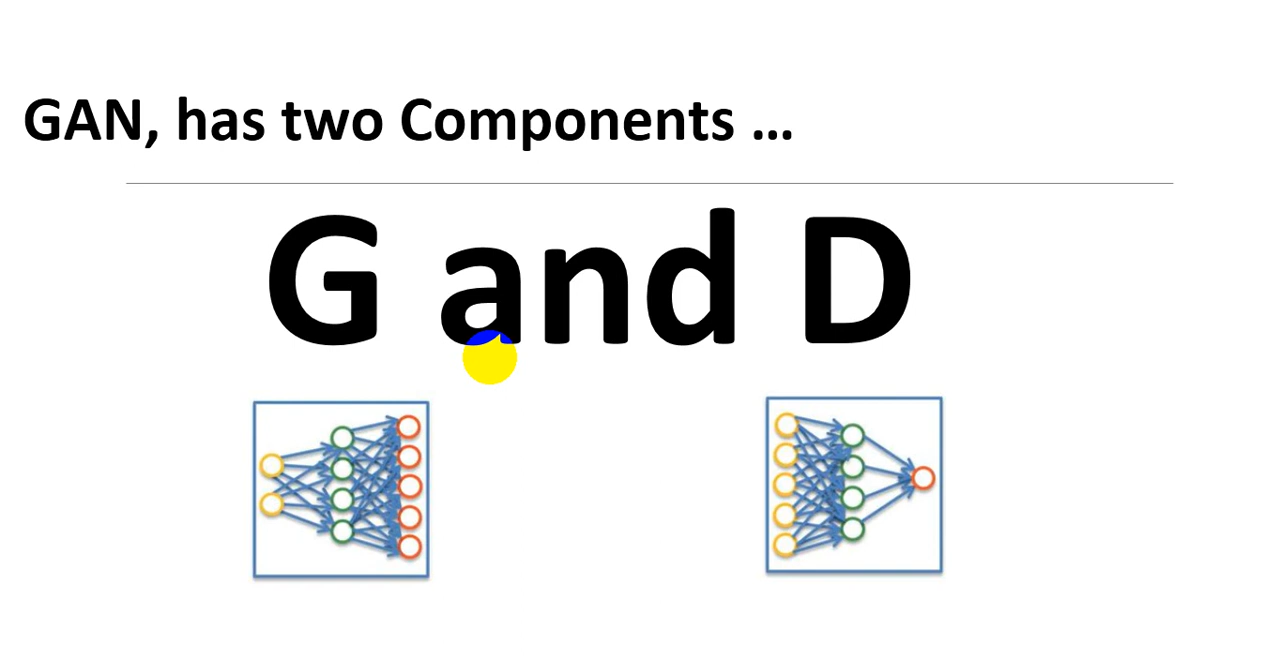 GAN, has two Components ...
G and D